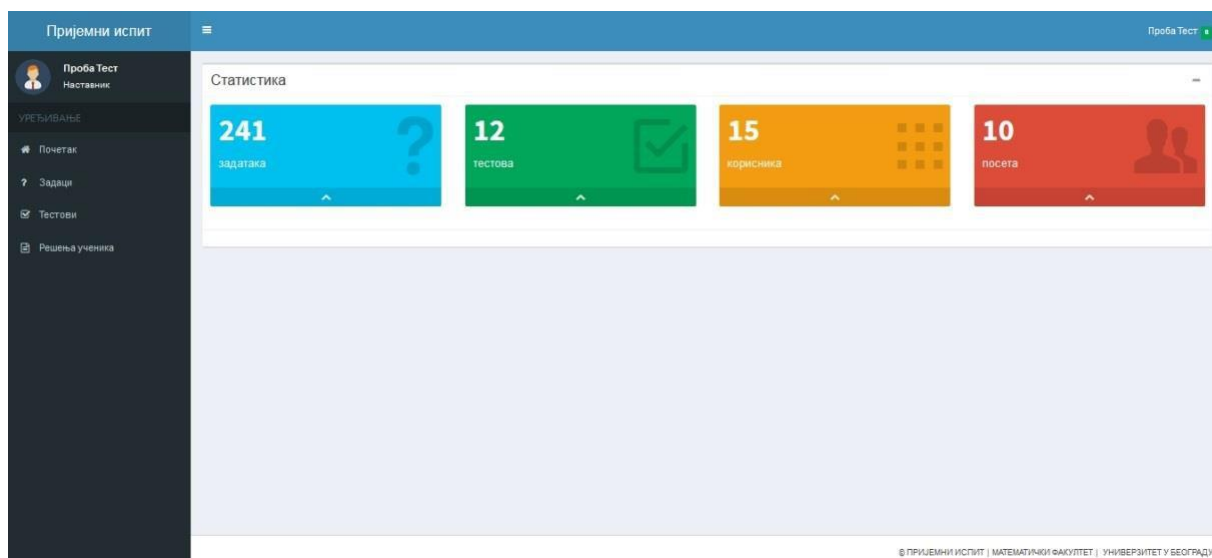 Пријемни испит
Проба Тест
Проба Тест
Наставник
УРЕЂИВАЊЕ
Почетак
? Задаци
Тестови
Решења ученика
Статистика
241
задатака
12
тестова
15
корисника
10
посета
© ПРИЈЕМНИ ИСПИТ | МАТЕМАТИЧКИ ФАКУЛТЕТ | УНИВЕРЗИТЕТ У БЕОГРАДУ